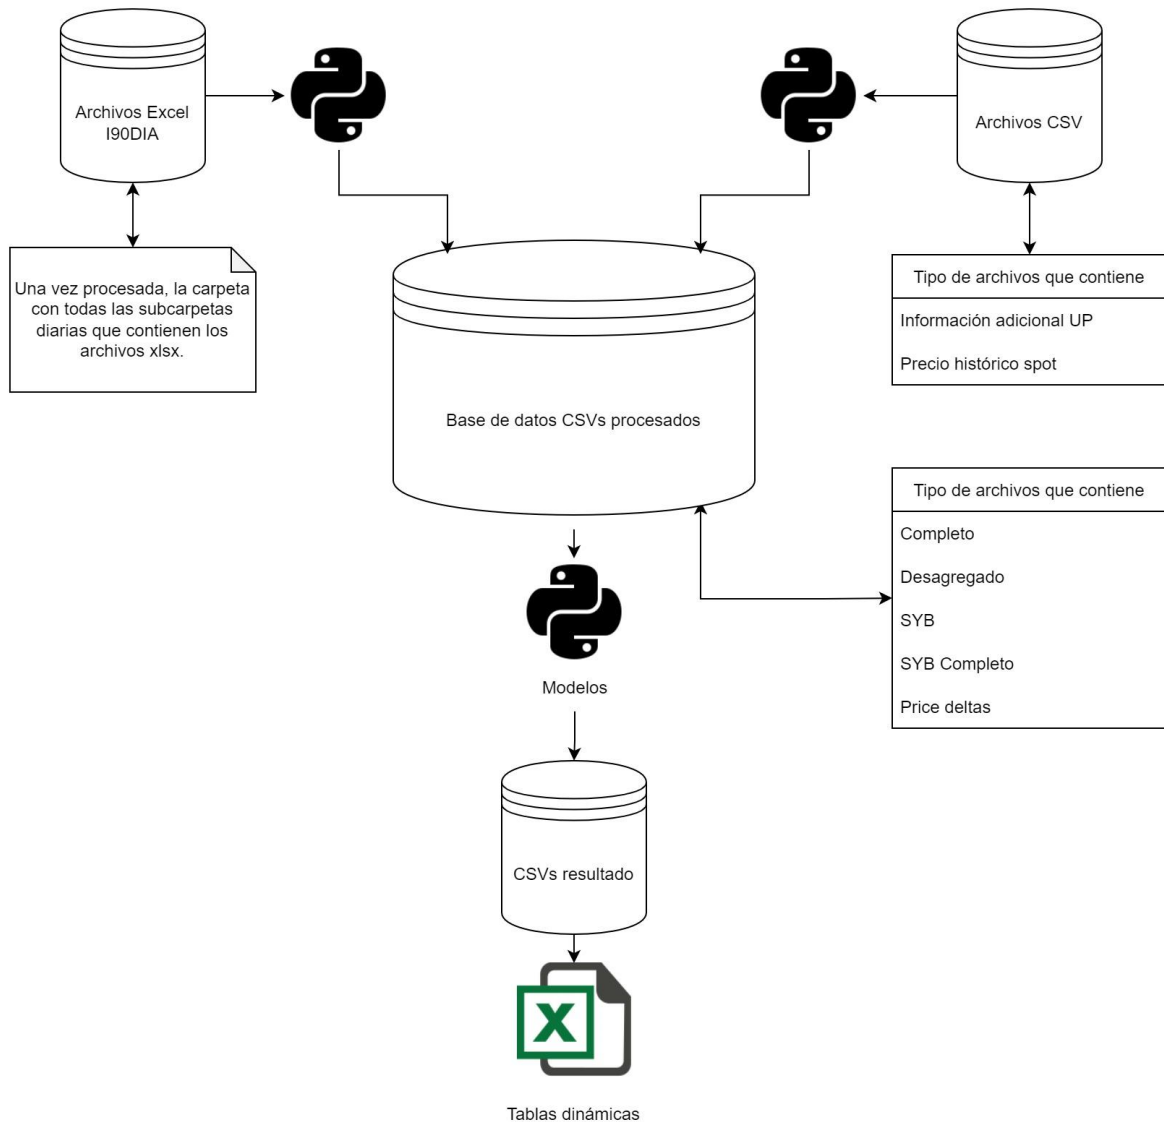 Archivos Excel
I90DIA
Archivos CSV
Una vez procesada, la carpeta
con todas las subcarpetas
diarias que contienen los
archivos xlsx.
Tipo de archivos que contiene
Información adicional UP
Precio histórico spot
Base de datos CSVs procesados
Tipo de archivos que contiene
Completo
Desagregado
SYB
SYB Completo
Price deltas
Modelos
CSVs resultado
X
Tablas dinámicas